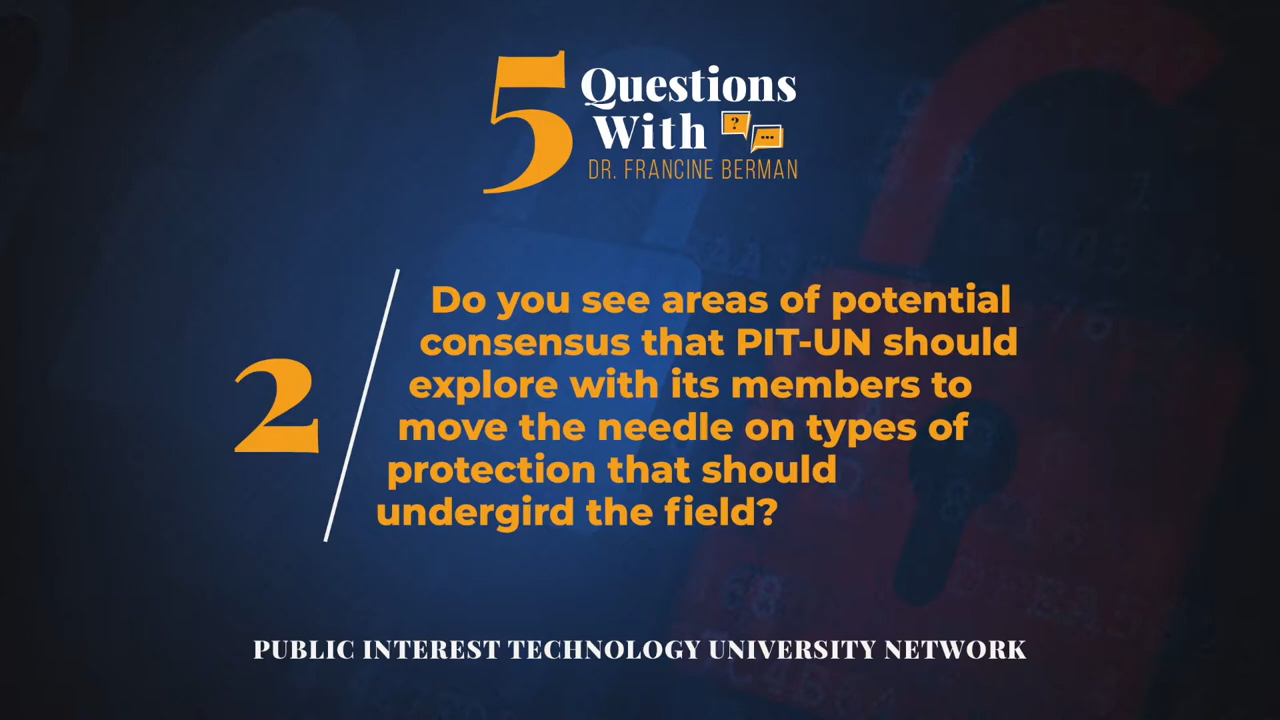 5 Questions
With
DR. FRANCINE BERMAN
2
Do you see areas of potential
consensus that PIT-UN should
explore with its members to
move the needle on types of
protection that should
undergird the field?
PUBLIC INTEREST TECHNOLOGY UNIVERSITY NETWORK